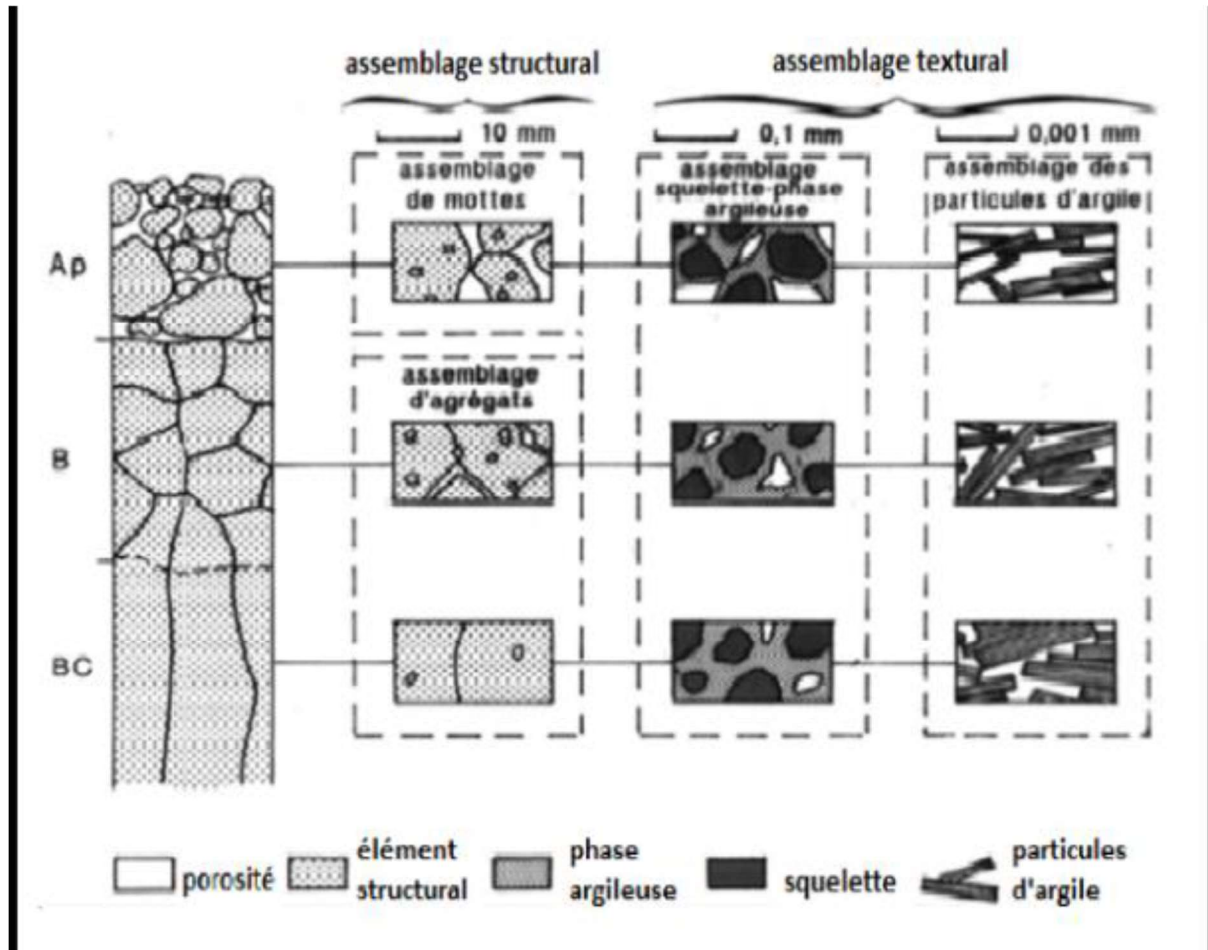 assemblage structural
assemblage textural
10 mm
0,1 mm
0,001 mm
assemblage
de mottes
assemblage
squelette-phase
argileuse
assemblage des
particules d'argile
Ap
assemblage
d'agrégats
B
BC
porosité
élément
structural
phase
argileuse
squelette
particules
d'argile